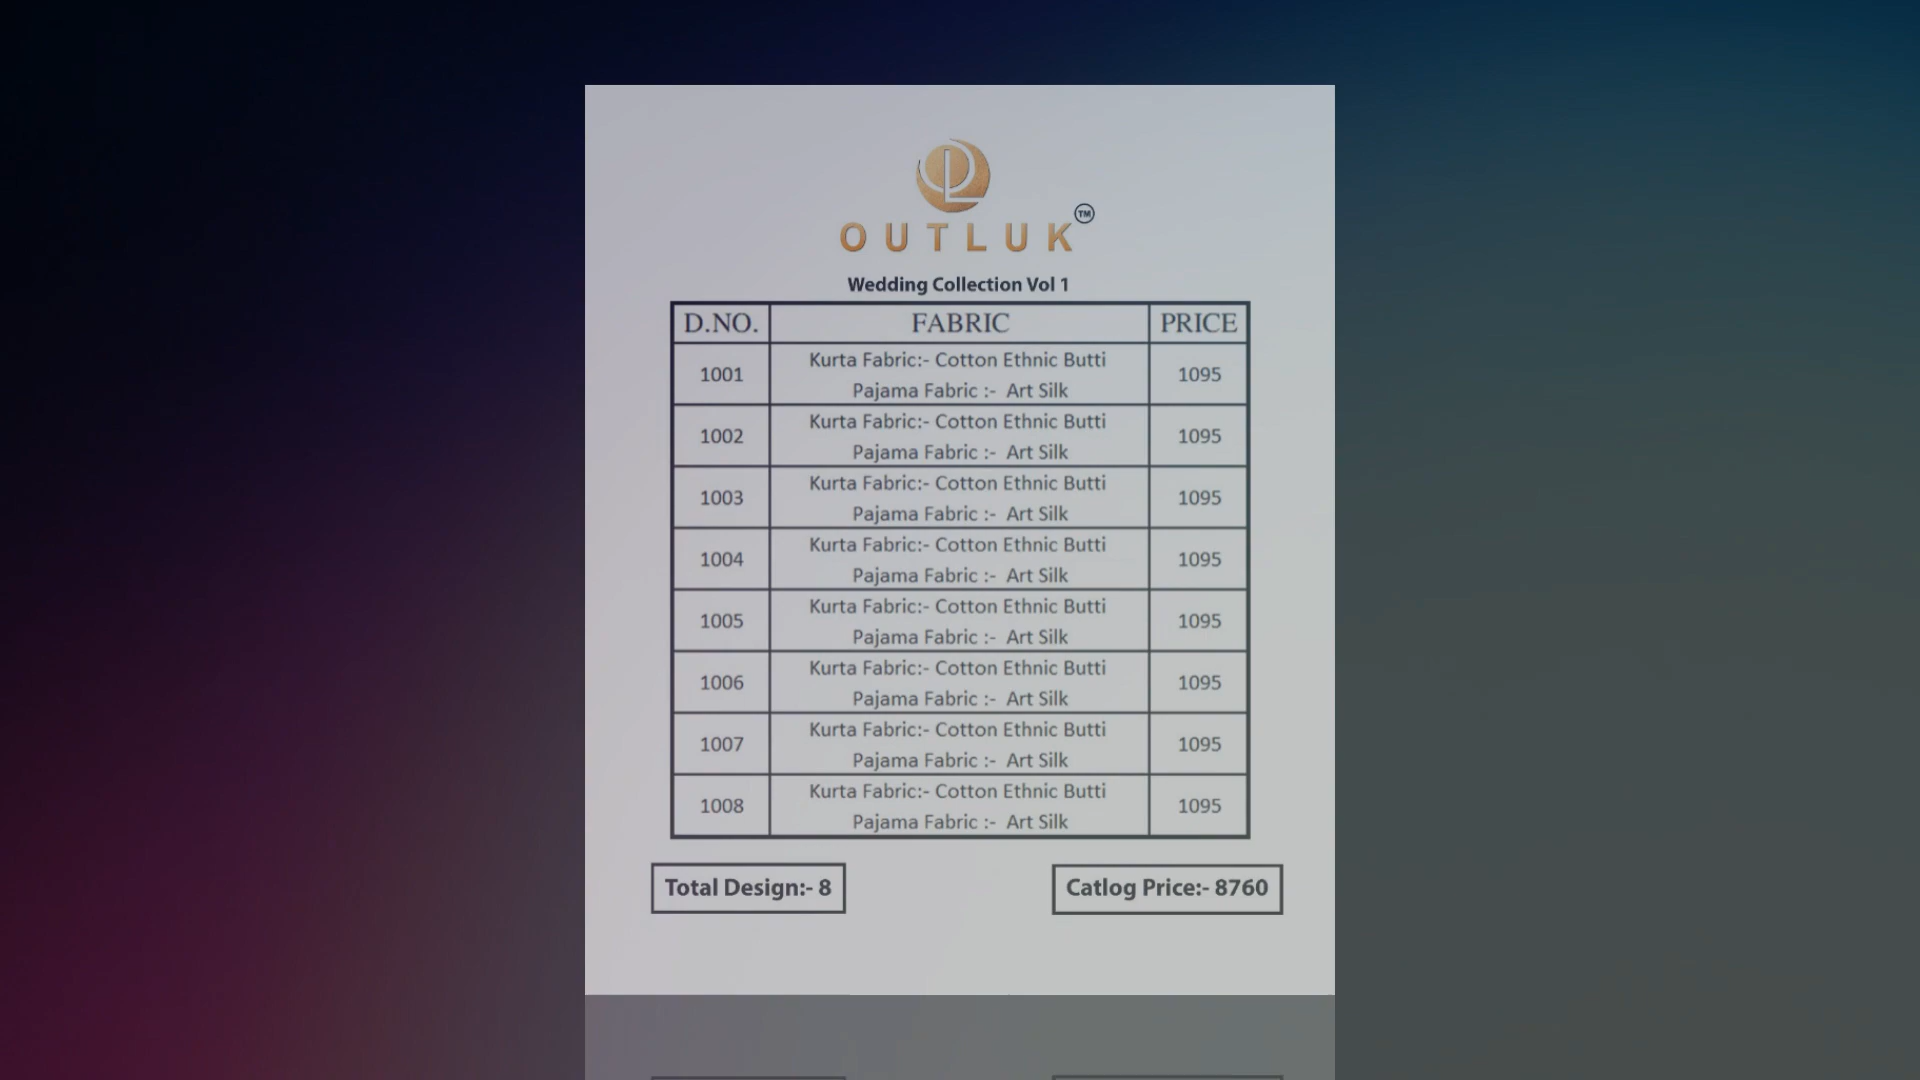 OUTLUK TM
Wedding Collection Vol 1
D.NO. FABRIC PRICE
1001 Kurta Fabric:- Cotton Ethnic Butti 1095
Pajama Fabric :- Art Silk
1002 Kurta Fabric:- Cotton Ethnic Butti 1095
Pajama Fabric :- Art Silk
1003 Kurta Fabric:- Cotton Ethnic Butti 1095
Pajama Fabric :- Art Silk
1004 Kurta Fabric:- Cotton Ethnic Butti 1095
Pajama Fabric :- Art Silk
1005 Kurta Fabric:- Cotton Ethnic Butti 1095
Pajama Fabric :- Art Silk
1006 Kurta Fabric:- Cotton Ethnic Butti 1095
Pajama Fabric :- Art Silk
1007 Kurta Fabric:- Cotton Ethnic Butti 1095
Pajama Fabric :- Art Silk
1008 Kurta Fabric:- Cotton Ethnic Butti 1095
Pajama Fabric :- Art Silk
Total Design:- 8 Catlog Price:- 8760